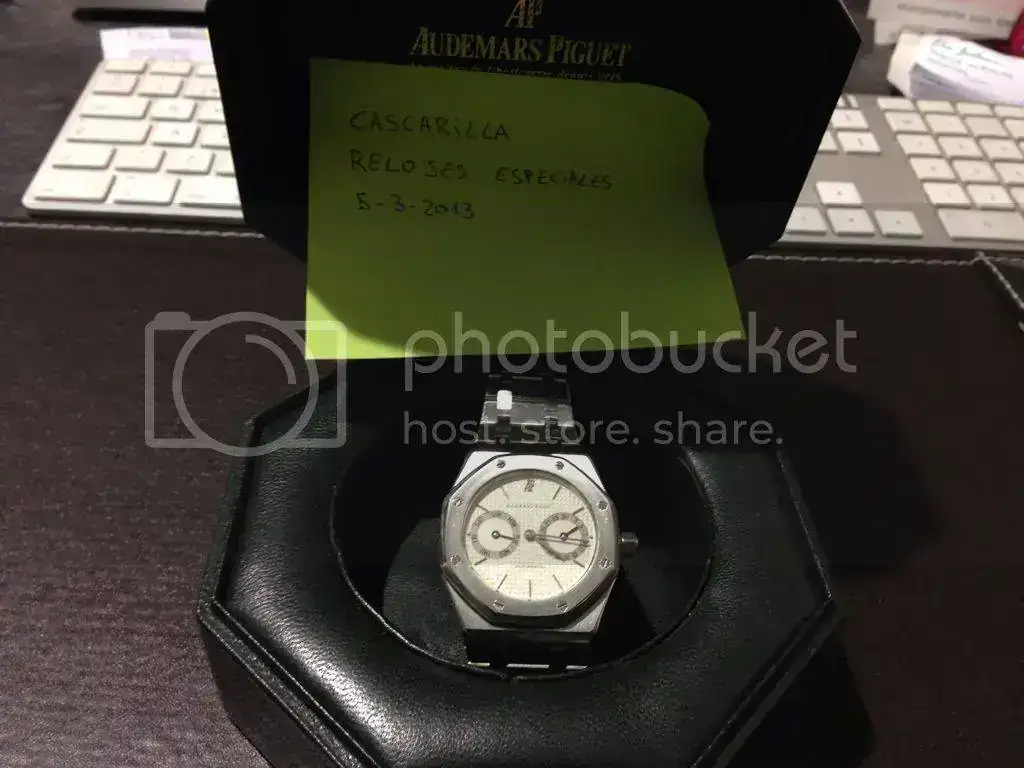 AP
AUDEMARS PIGUET
CASCARILLA
RELOJES ESPECIALES
5-3-2013
photobucket
host. store. share.